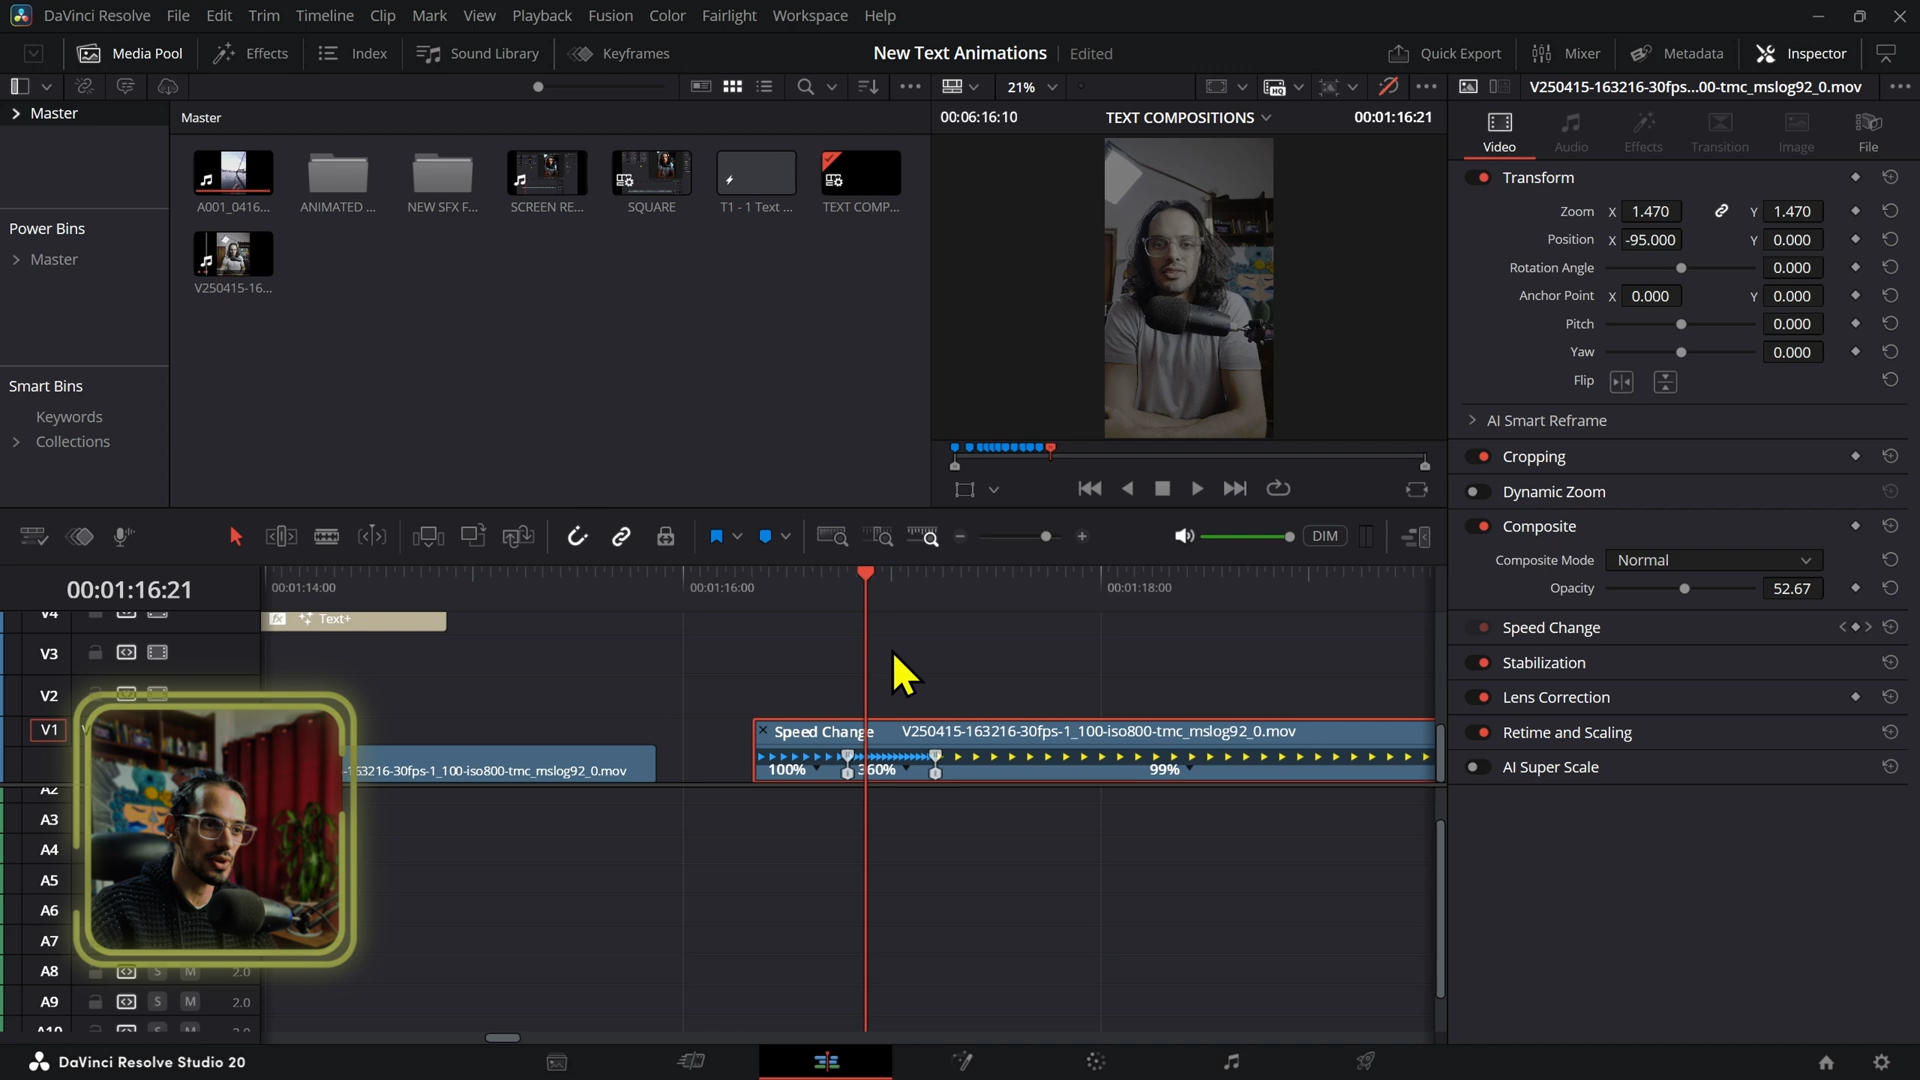 DaVinci Resolve File Edit Trim Timeline Clip Mark View Playback Fusion Color Fairlight Workspace Help
Media Pool Effects Index Sound Library Keyframes New Text Animations Edited Quick Export Mixer Metadata Inspector
21% V250415-163216-30fps...00-tmc_mslog92_0.mov
Master
Master
00:06:16:10 TEXT COMPOSITIONS 00:01:16:21
Video Audio Effects Transition Image File
A001_0416... ANIMATED ... NEW SFX F... SCREEN RE... SQUARE T1 - 1 Text ... TEXT COMP...
V250415-16...
Power Bins
Master
Smart Bins
Keywords
Collections
Transform
Zoom X 1.470 Y 1.470
Position X -95.000 Y 0.000
Rotation Angle 0.000
Anchor Point X 0.000 Y 0.000
Pitch 0.000
Yaw 0.000
Flip
AI Smart Reframe
Cropping
Dynamic Zoom
Composite
Composite Mode Normal
Opacity 52.67
Speed Change
Stabilization
Lens Correction
Retime and Scaling
AI Super Scale
DIM
00:01:16:21 00:01:14:00 00:01:16:00 00:01:18:00
V4 Text+
V3
V2
V1 Speed Change V250415-163216-30fps-1_100-iso800-tmc_mslog92_0.mov
-163216-30fps-1_100-iso800-tmc_mslog92_0.mov 100% 360% 99%
A2
A3
A4
A5
A6
A7
A8 S M 2.0
A9 S M 2.0
A10 S M 2.0
DaVinci Resolve Studio 20